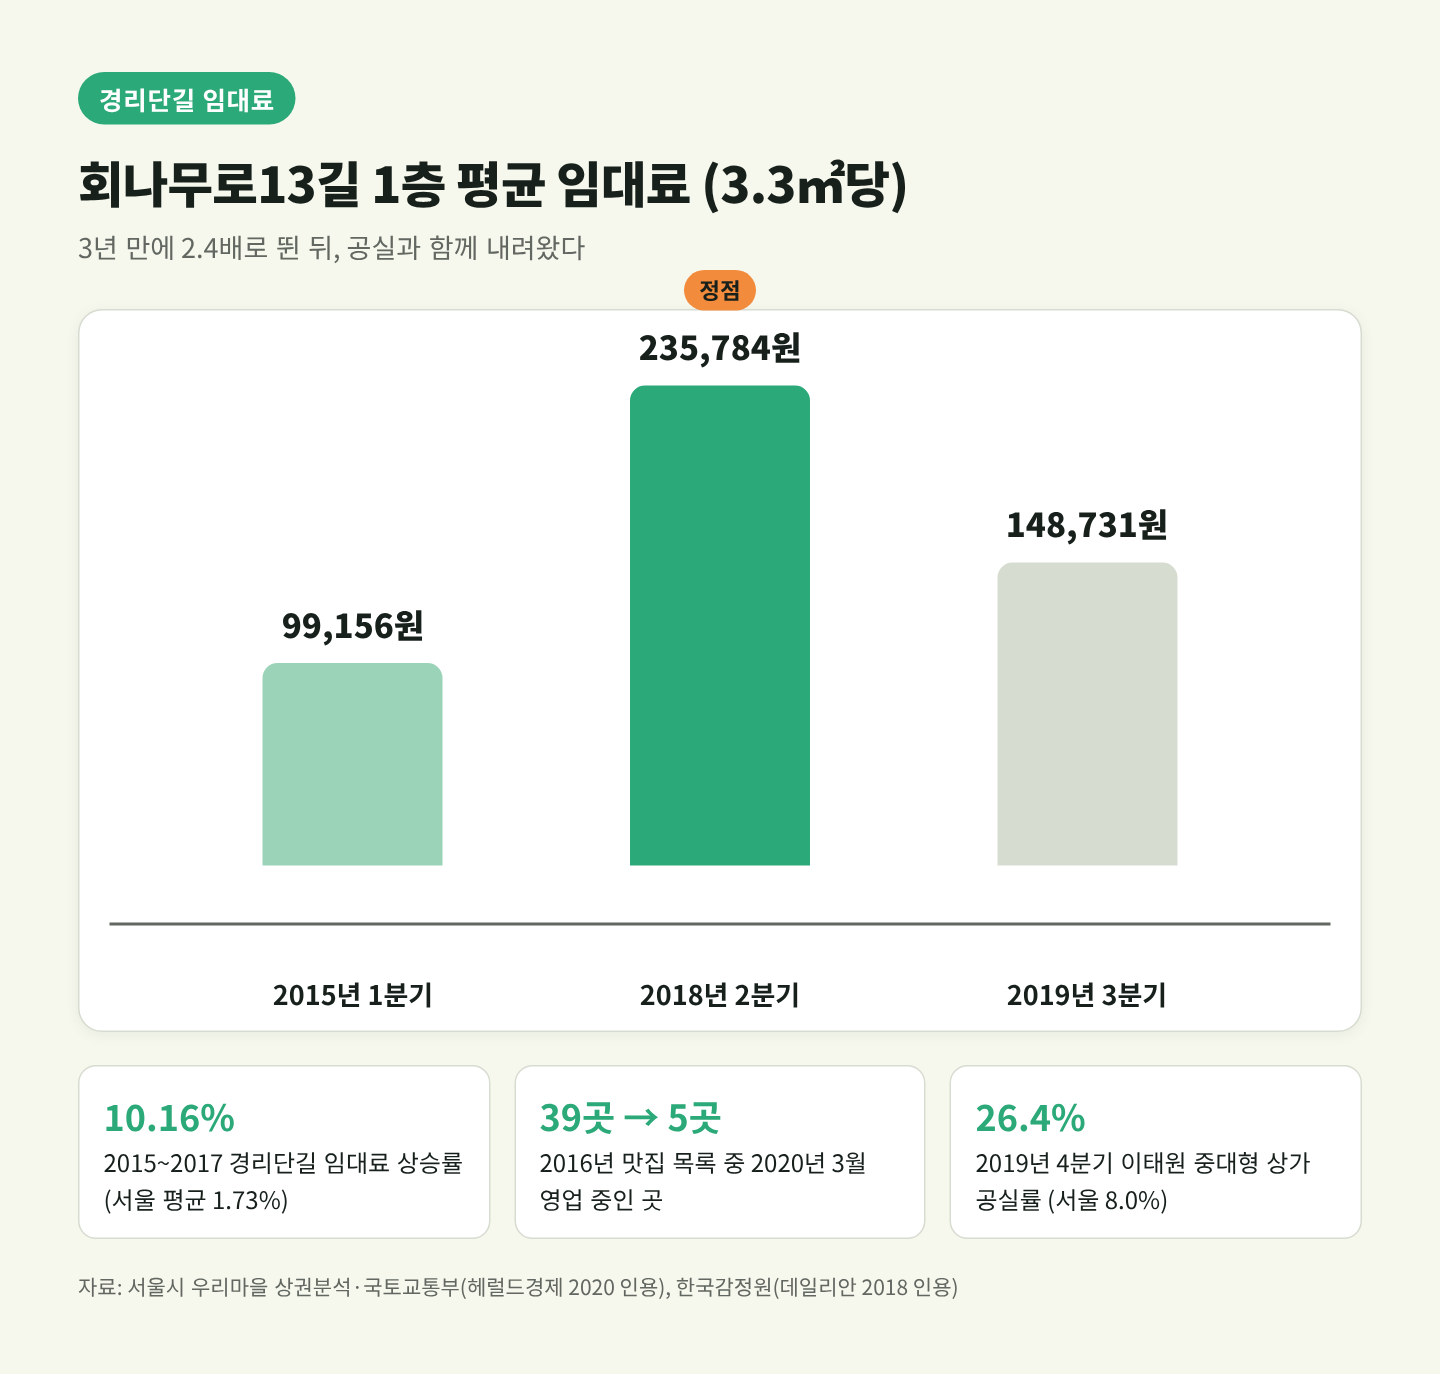 경리단길 임대료
회나무로13길 1층 평균 임대료 (3.3㎡당)
3년 만에 2.4배로 뛴 뒤, 공실과 함께 내려왔다
정점
235,784원
148,731원
99,156원
2015년 1분기
2018년 2분기
2019년 3분기
10.16%
2015~2017 경리단길 임대료 상승률
(서울 평균 1.73%)
39곳 → 5곳
2016년 맛집 목록 중 2020년 3월
영업 중인 곳
26.4%
2019년 4분기 이태원 중대형 상가
공실률 (서울 8.0%)
자료: 서울시 우리마을 상권분석·국토교통부(헤럴드경제 2020 인용), 한국감정원(데일리안 2018 인용)